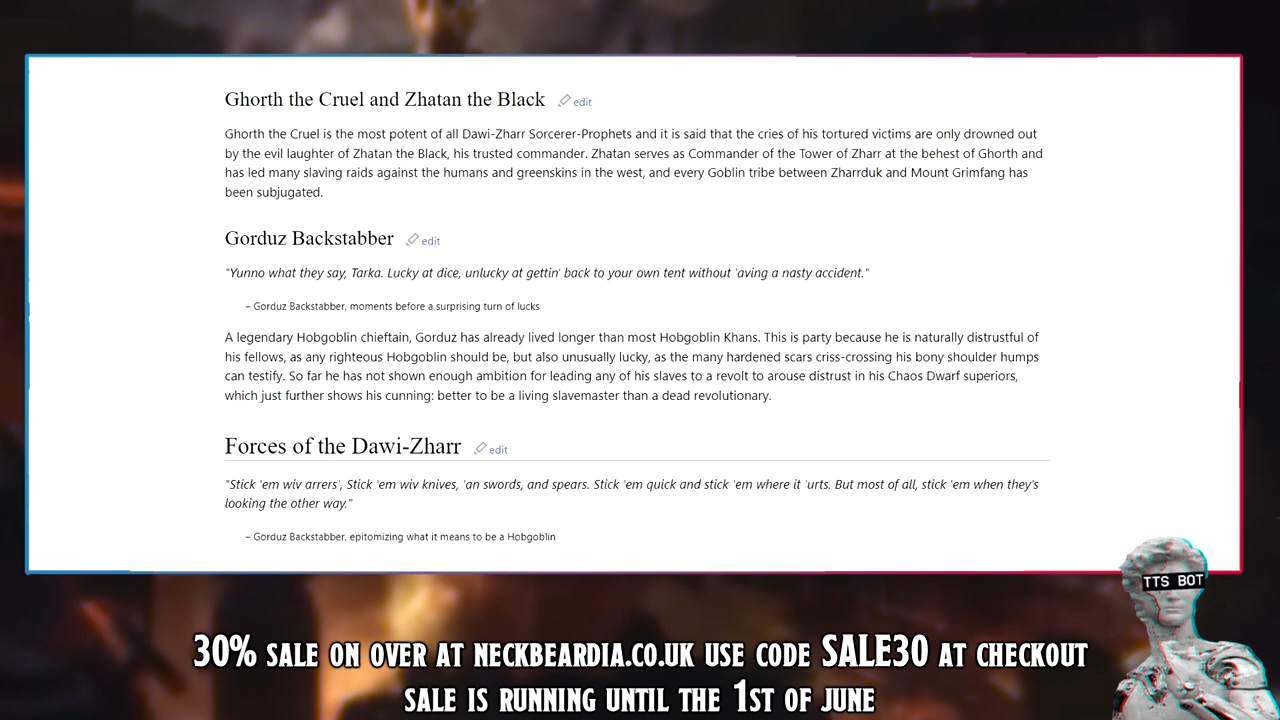 Ghorth the Cruel and Zhatan the Black edit
Ghorth the Cruel is the most potent of all Dawi-Zharr Sorcerer-Prophets and it is said that the cries of his tortured victims are only drowned out
by the evil laughter of Zhatan the Black, his trusted commander. Zhatan serves as Commander of the Tower of Zharr at the behest of Ghorth and
has led many slaving raids against the humans and greenskins in the west, and every Goblin tribe between Zharrduk and Mount Grimfang has
been subjugated.
Gorduz Backstabber edit
"Yunno what they say, Tarka. Lucky at dice, unlucky at gettin' back to your own tent without 'aving a nasty accident."
– Gorduz Backstabber, moments before a surprising turn of lucks
A legendary Hobgoblin chieftain, Gorduz has already lived longer than most Hobgoblin Khans. This is party because he is naturally distrustful of
his fellows, as any righteous Hobgoblin should be, but also unusually lucky, as the many hardened scars criss-crossing his bony shoulder humps
can testify. So far he has not shown enough ambition for leading any of his slaves to a revolt to arouse distrust in his Chaos Dwarf superiors,
which just further shows his cunning: better to be a living slavemaster than a dead revolutionary.
Forces of the Dawi-Zharr edit
"Stick 'em wiv arrers', Stick 'em wiv knives, 'an swords, and spears. Stick 'em quick and stick 'em where it 'urts. But most of all, stick 'em when they's
looking the other way."
– Gorduz Backstabber, epitomizing what it means to be a Hobgoblin
TTS BOT
30% SALE ON OVER AT NECKBEARDIA.CO.UK USE CODE SALE30 AT CHECKOUT
SALE IS RUNNING UNTIL THE 1ST OF JUNE